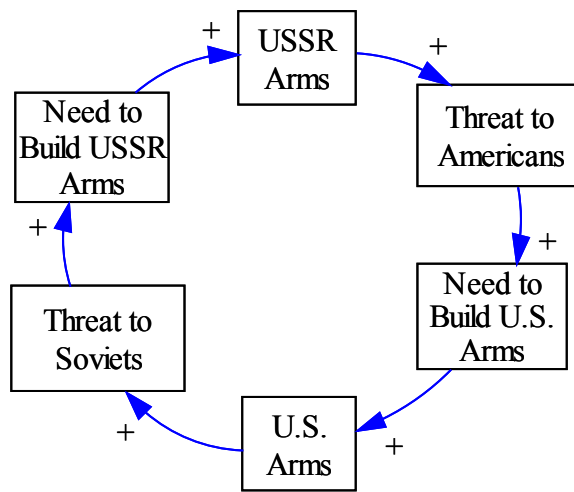 USSR
Arms
+
Threat to
Americans
+
Need to
Build U.S.
Arms
+
U.S.
Arms
+
Threat to
Soviets
+
Need to
Build USSR
Arms
+